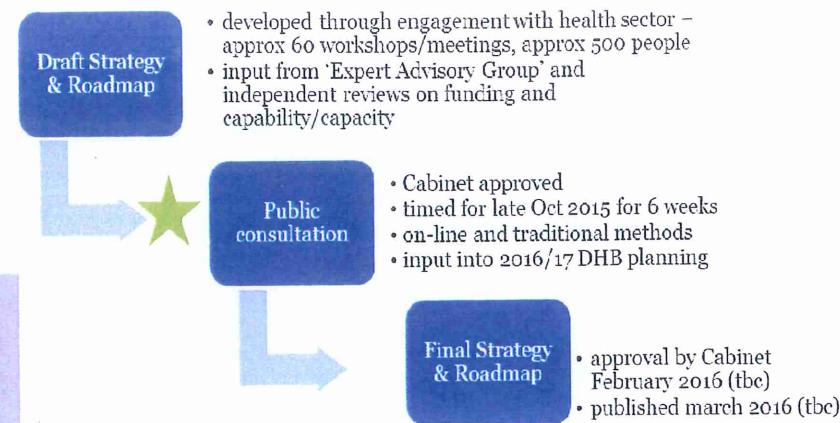 Draft Strategy
& Roadmap
• developed through engagement with health sector –
approx 60 workshops/meetings, approx 500 people
• input from 'Expert Advisory Group' and
independent reviews on funding and
capability/capacity
Public
consultation
• Cabinet approved
• timed for late Oct 2015 for 6 weeks
• on-line and traditional methods
• input into 2016/17 DHB planning
Final Strategy
& Roadmap
• approval by Cabinet
February 2016 (tbc)
• published march 2016 (tbc)